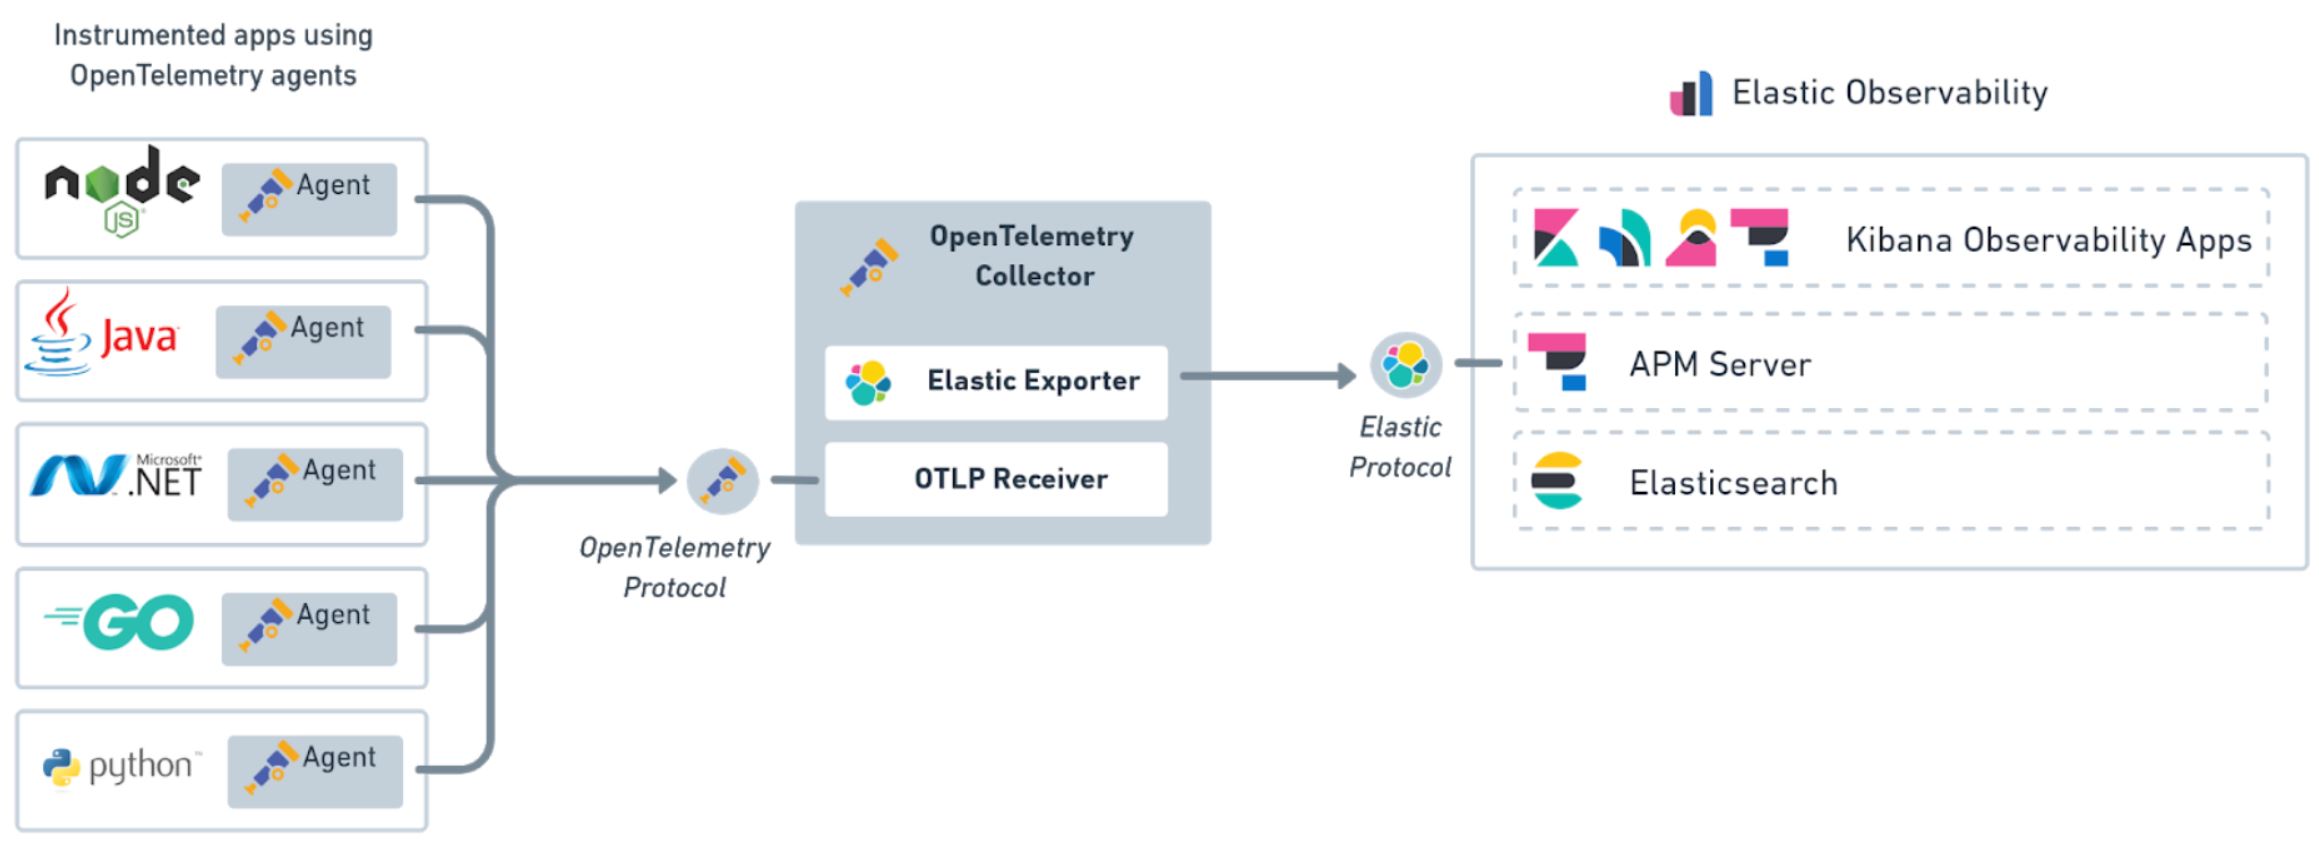 Instrumented apps using
OpenTelemetry agents
node
JS
Agent
Java
Agent
Microsoft®
.NET
Agent
GO
Agent
python™
Agent
OpenTelemetry
Protocol
OpenTelemetry
Collector
Elastic Exporter
OTLP Receiver
Elastic
Protocol
Elastic Observability
Kibana Observability Apps
APM Server
Elasticsearch